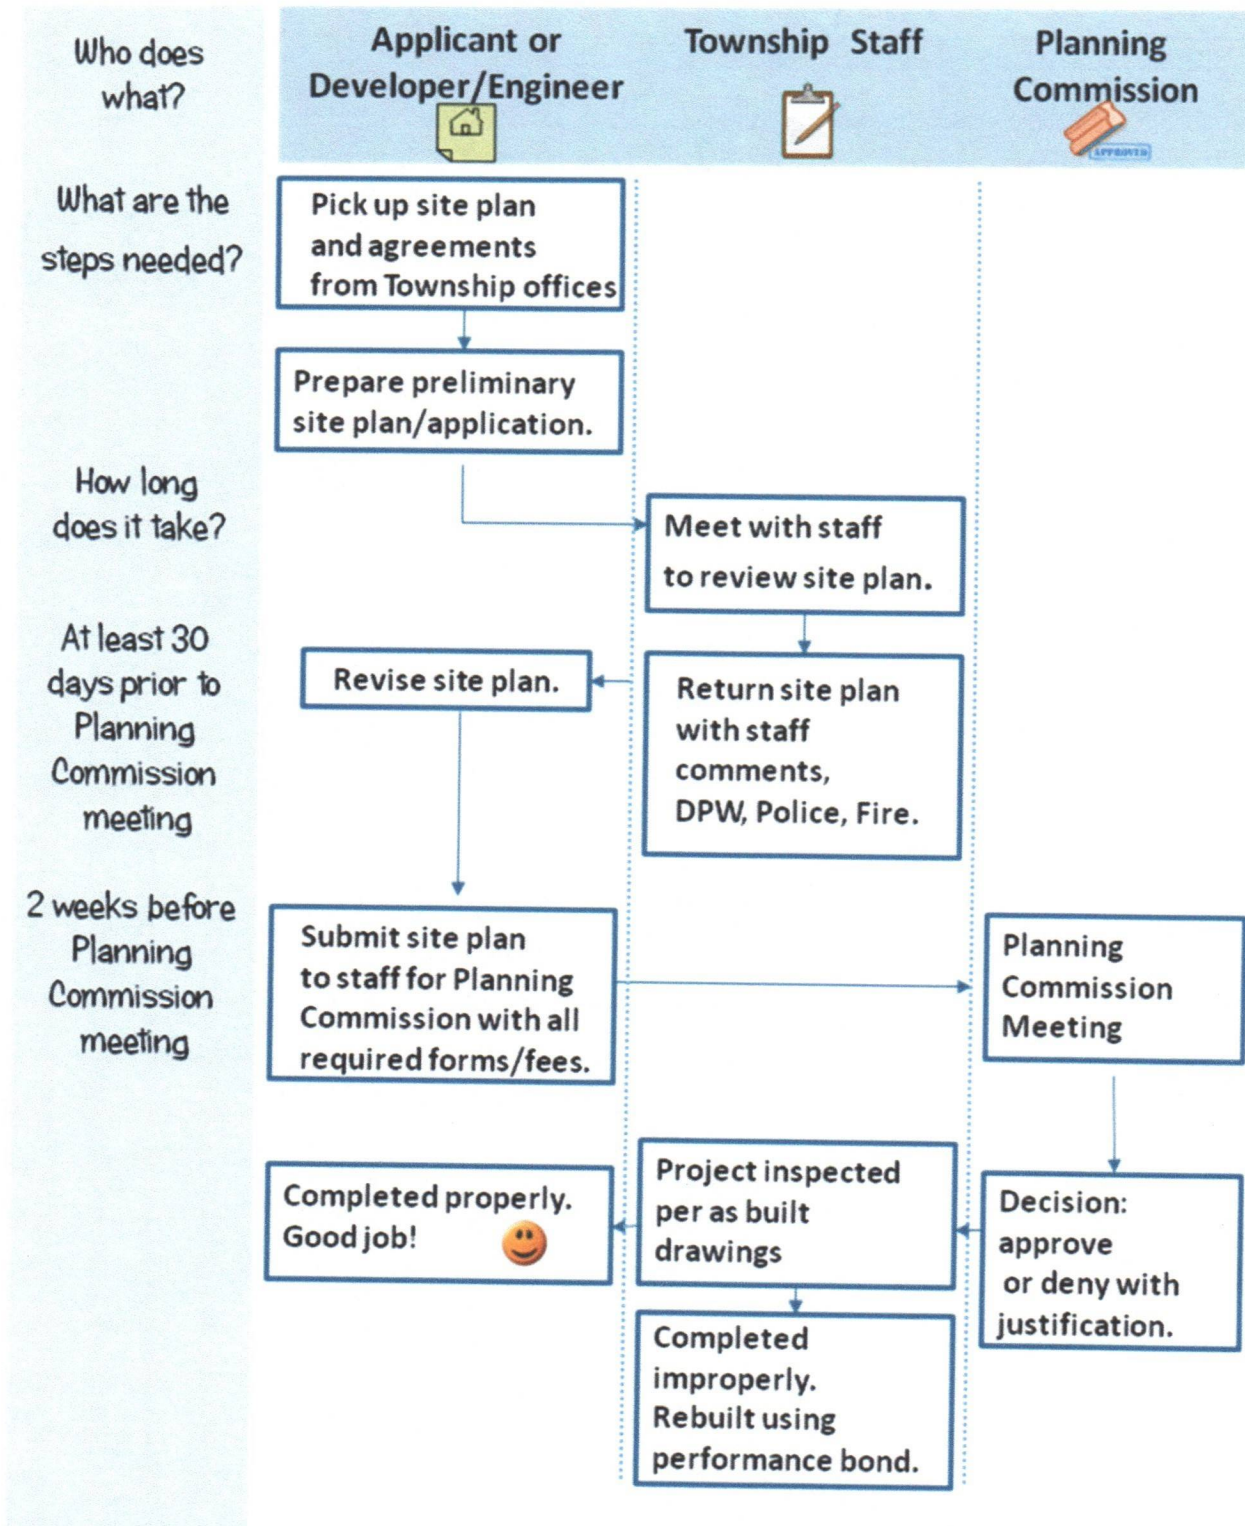 Who does
what?
Applicant or
Developer/Engineer
Township Staff
Planning
Commission
APPROVED
What are the
steps needed?
Pick up site plan
and agreements
from Township offices
Prepare preliminary
site plan/application.
How long
does it take?
Meet with staff
to review site plan.
At least 30
days prior to
Planning
Commission
meeting
Revise site plan.
Return site plan
with staff
comments,
DPW, Police, Fire.
2 weeks before
Planning
Commission
meeting
Submit site plan
to staff for Planning
Commission with all
required forms/fees.
Planning
Commission
Meeting
Completed properly.
Good job!
Project inspected
per as built
drawings
Decision:
approve
or deny with
justification.
Completed
improperly.
Rebuilt using
performance bond.